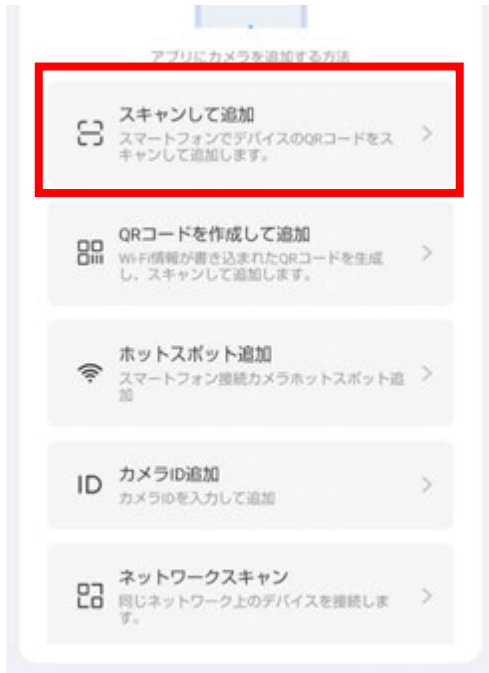 アプリにカメラを追加する方法
スキャンして追加
スマートフォンでデバイスのQRコードをス
キャンして追加します。
QRコードを作成して追加
Wi-Fi情報が書き込まれたQRコードを生成
し、スキャンして追加します。
ホットスポット追加
スマートフォン接続カメラホットスポット追
加
ID
カメラID追加
カメラIDを入力して追加
ネットワークスキャン
同じネットワーク上のデバイスを接続しま
す。